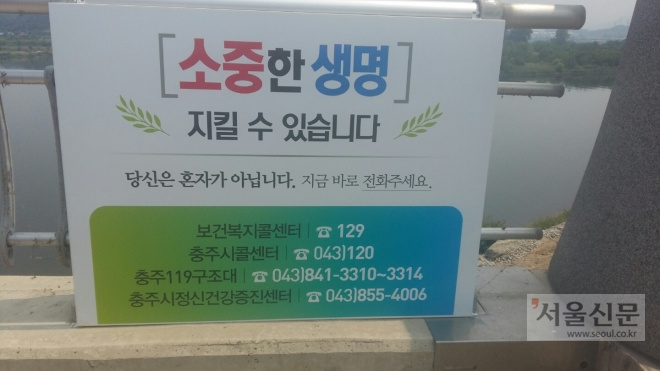 [소중한 생명]
지킬 수 있습니다
당신은 혼자가 아닙니다. 지금 바로 전화주세요.
보건복지콜센터 | ☎ 129
충주시콜센터 | ☎ 043)120
충주119구조대 | ☎ 043)841-3310~3314
충주시정신건강증진센터 | ☎ 043)855-4006
서울신문
www.seoul.co.kr